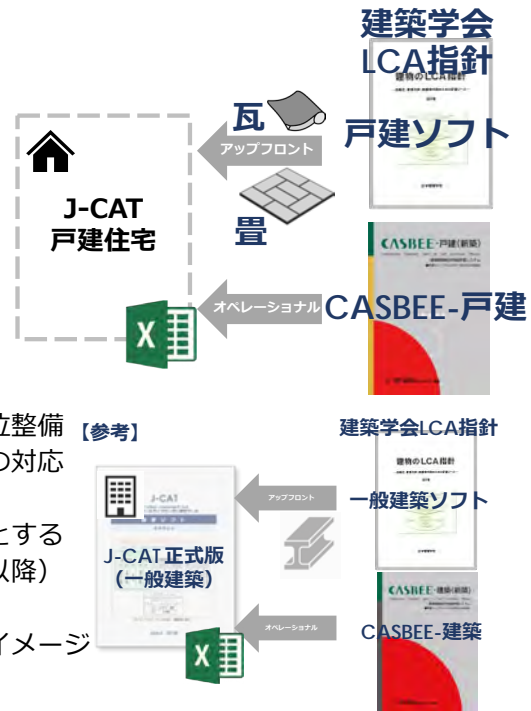 建築学会
LCA指針
建物のLCA指針
戸建ソフト
瓦
アップフロント
J-CAT
戸建住宅
畳
CASBEE-戸建(新築)
オペレーショナル
CASBEE-戸建
位整備
の対応
とする
以降）
イメージ
【参考】
建築学会LCA指針
建物のLCA指針
アップフロント
一般建築ソフト
J-CAT
J-CAT正式版
（一般建築）
CASBEE-建築(新築)
オペレーショナル
CASBEE-建築